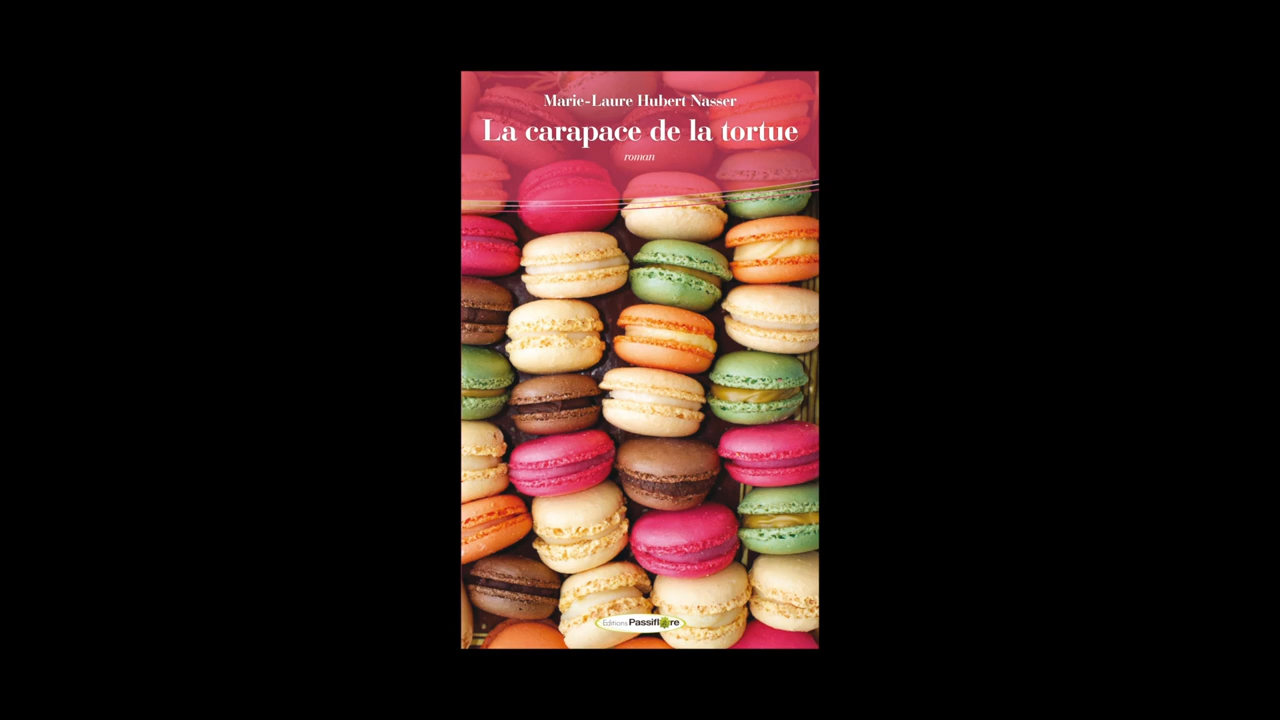 Marie-Laure Hubert Nasser
La carapace de la tortue
roman
Editions Passiflore